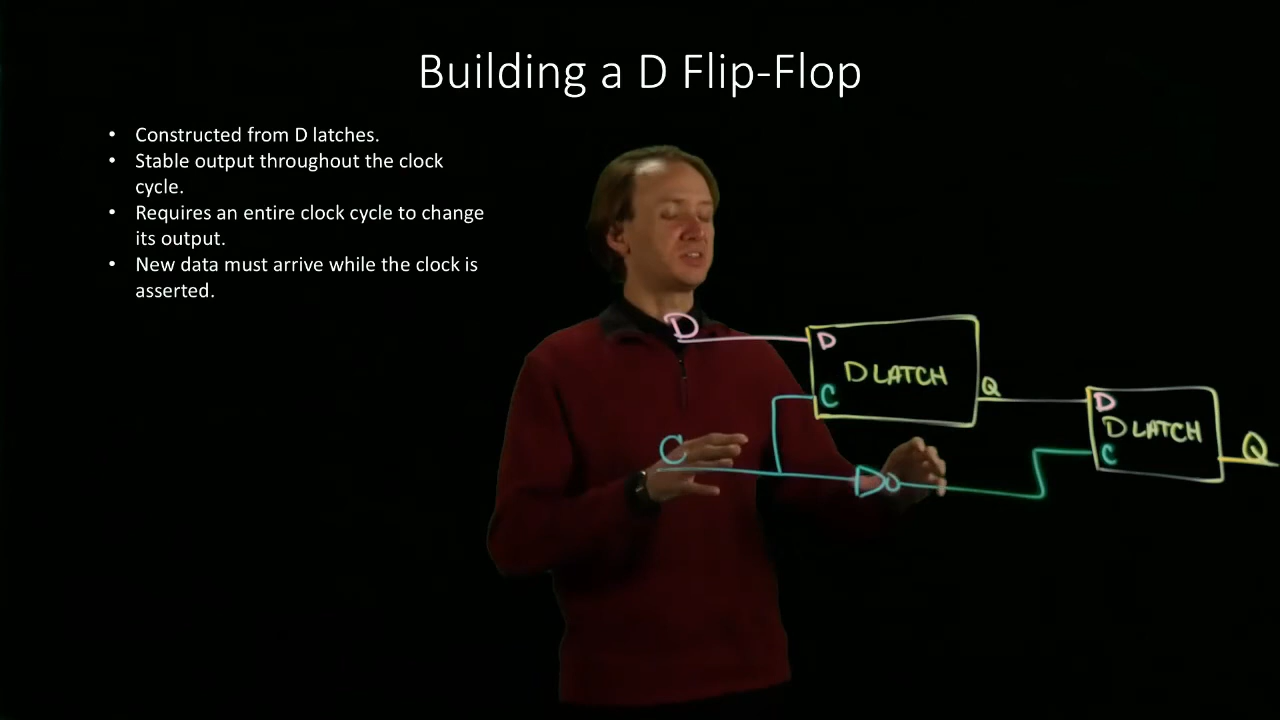 Building a D Flip-Flop
• Constructed from D latches.
• Stable output throughout the clock
cycle.
• Requires an entire clock cycle to change
its output.
• New data must arrive while the clock is
asserted.
D
D
D LATCH
C
Q
D
D LATCH
C
Q
C